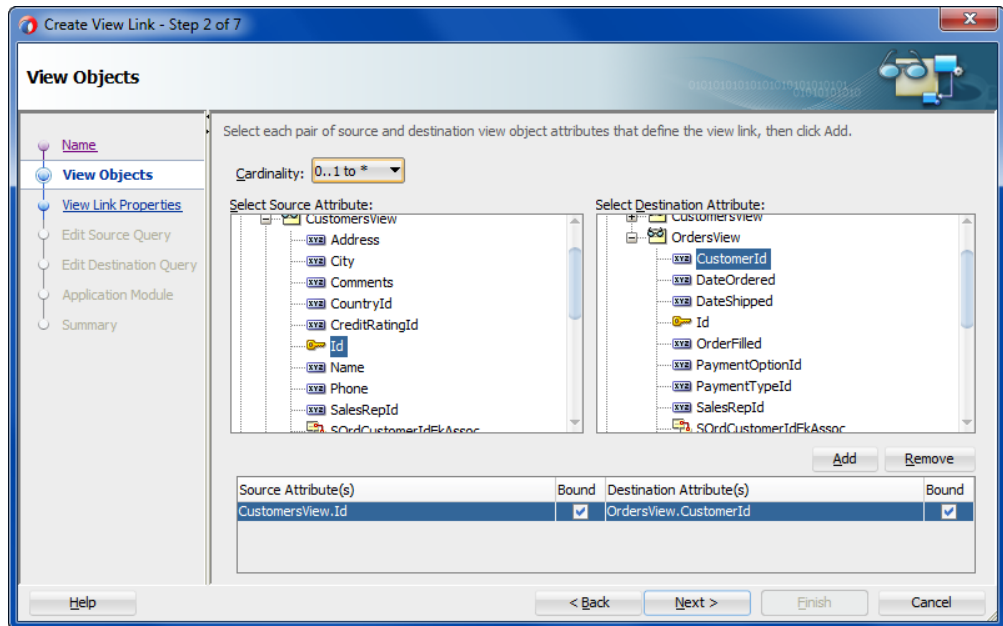 Create View Link - Step 2 of 7
View Objects
Name
View Objects
View Link Properties
Edit Source Query
Edit Destination Query
Application Module
Summary
Select each pair of source and destination view object attributes that define the view link, then click Add.
Cardinality: 0..1 to *
Select Source Attribute:
CustomersView
Address
City
Comments
CountryId
CreditRatingId
Id
Name
Phone
SalesRepId
SOrdCustomerIdFkAssoc
Select Destination Attribute:
CustomersView
OrdersView
CustomerId
DateOrdered
DateShipped
Id
OrderFilled
PaymentOptionId
PaymentTypeId
SalesRepId
SOrdCustomerIdFkAssoc
Add Remove
Source Attribute(s) Bound Destination Attribute(s) Bound
CustomersView.Id OrdersView.CustomerId
Help < Back Next > Finish Cancel